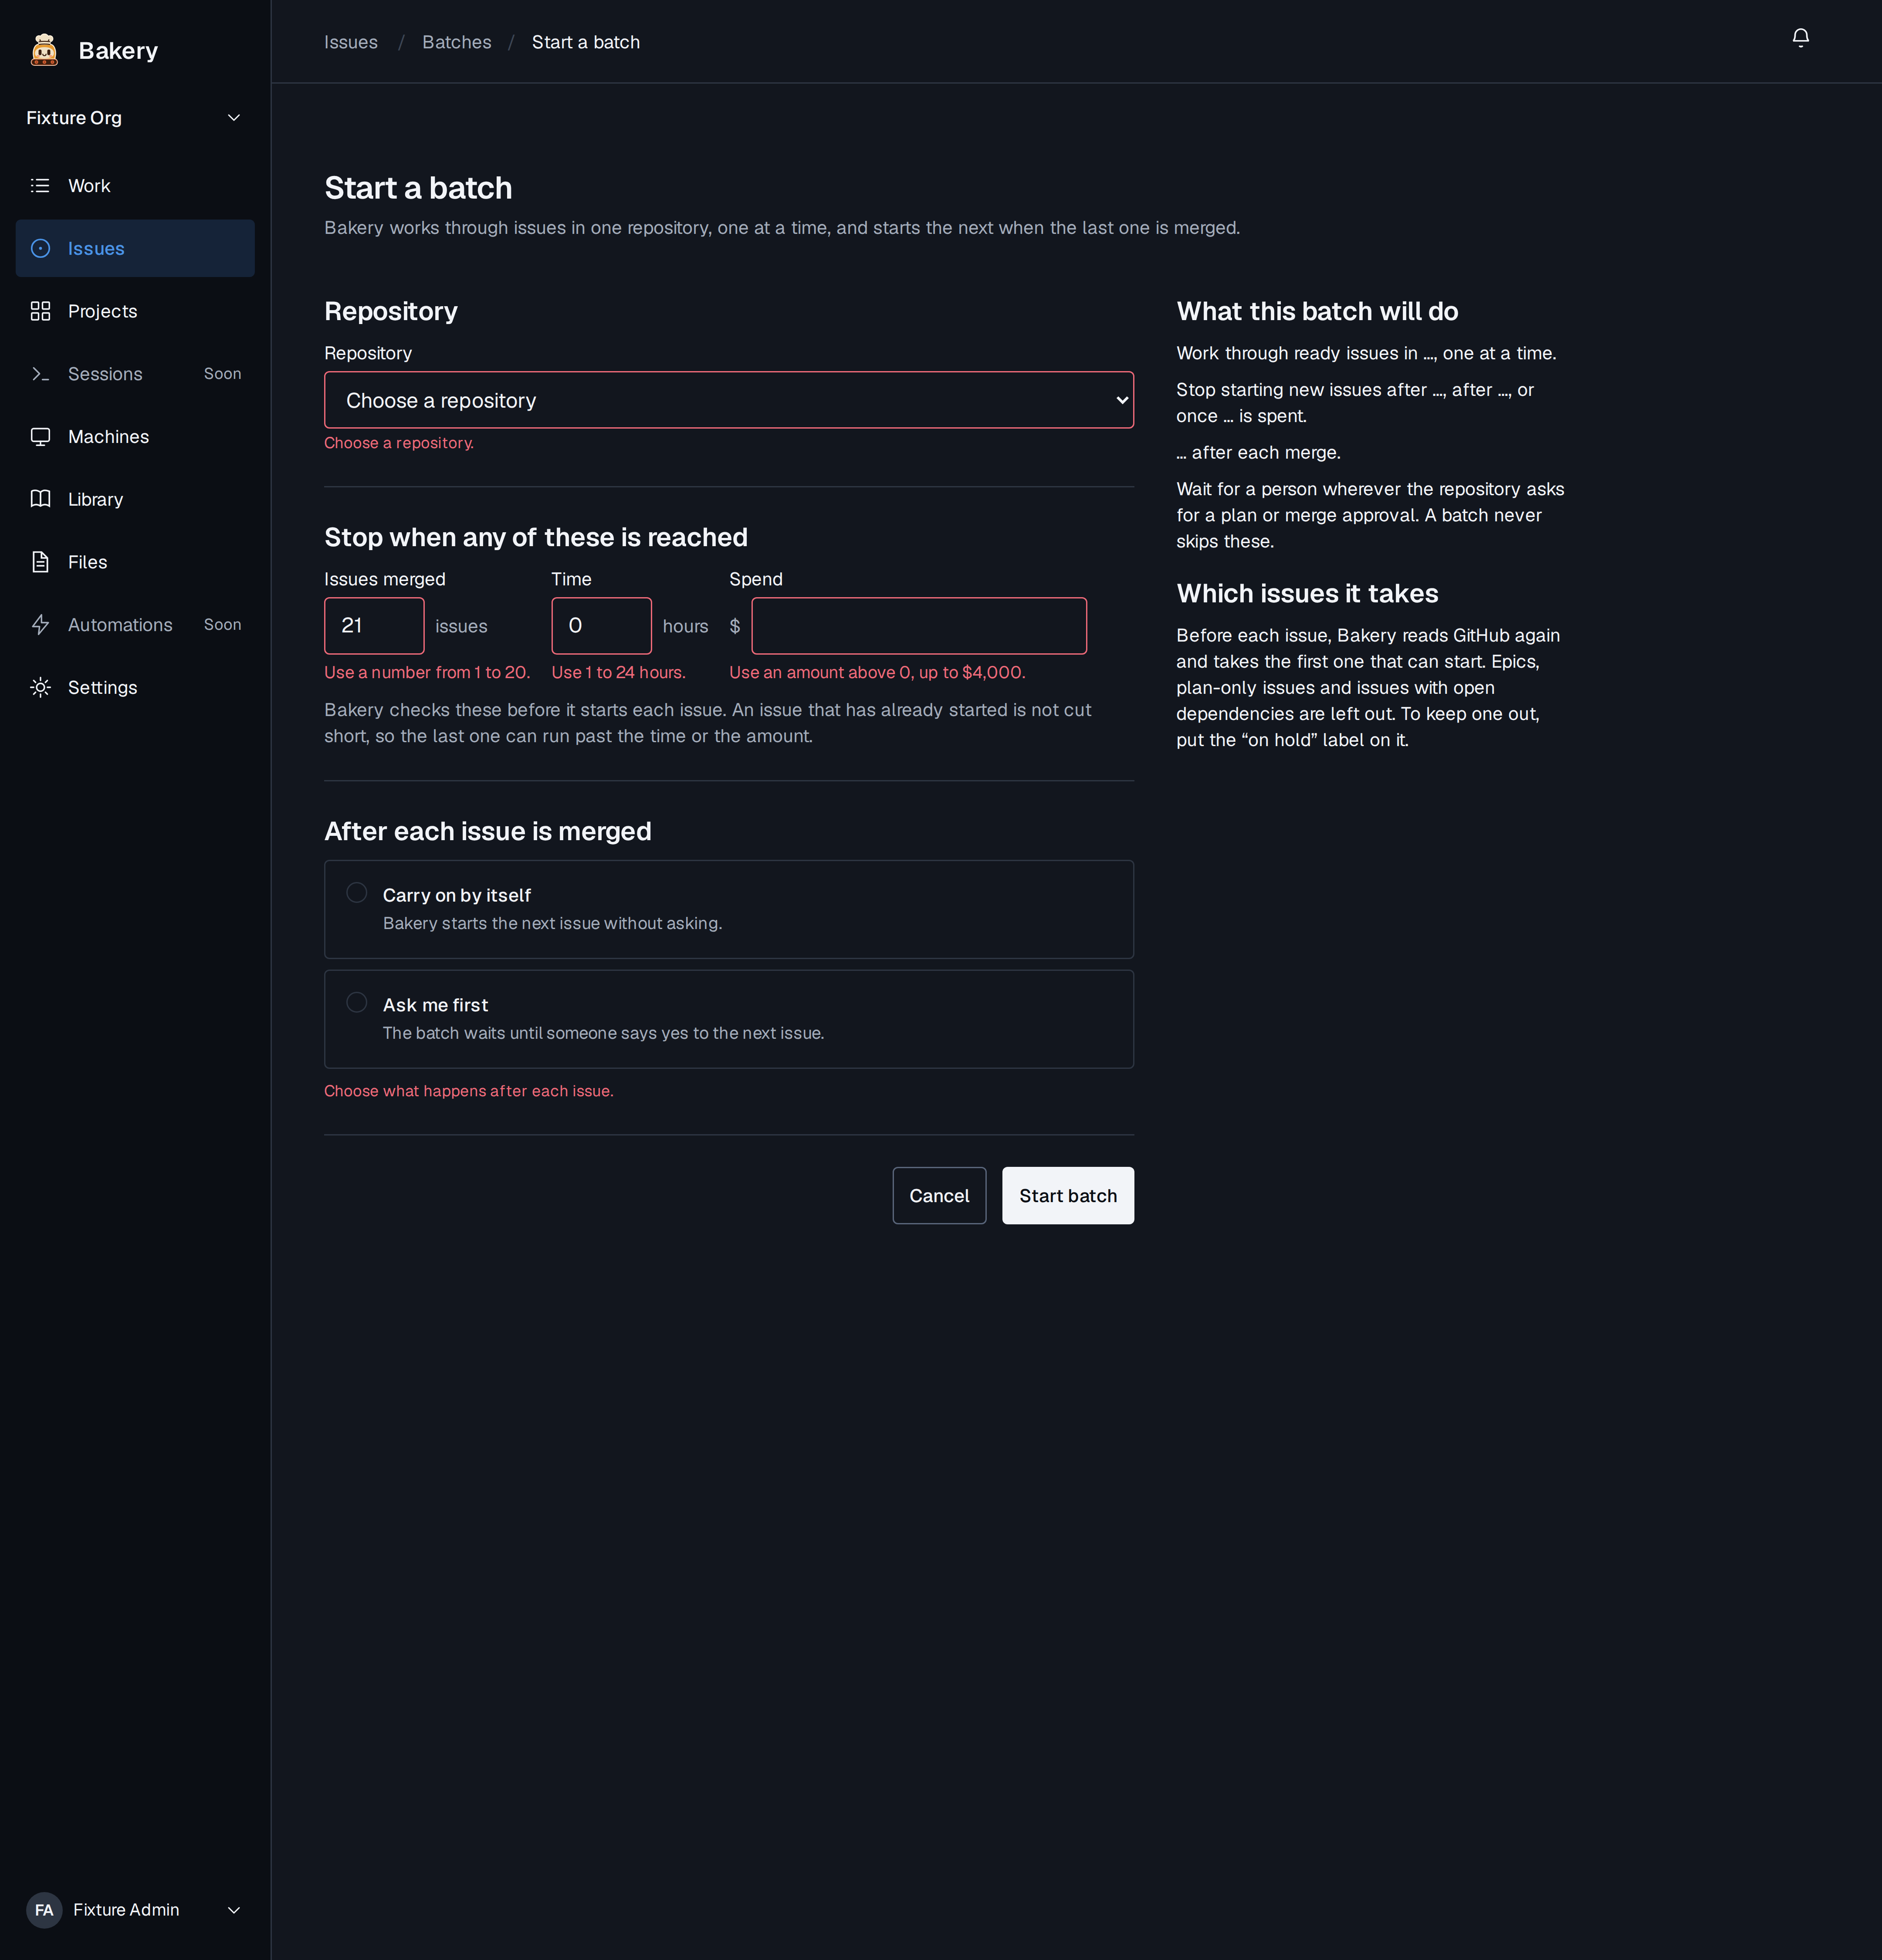 Bakery
Fixture Org
Work
Issues
Projects
Sessions Soon
Machines
Library
Files
Automations Soon
Settings
FA Fixture Admin
Issues / Batches / Start a batch
Start a batch
Bakery works through issues in one repository, one at a time, and starts the next when the last one is merged.
Repository
Repository
Choose a repository
Choose a repository.
Stop when any of these is reached
Issues merged Time Spend
21 issues 0 hours $
Use a number from 1 to 20. Use 1 to 24 hours. Use an amount above 0, up to $4,000.
Bakery checks these before it starts each issue. An issue that has already started is not cut
short, so the last one can run past the time or the amount.
After each issue is merged
Carry on by itself
Bakery starts the next issue without asking.
Ask me first
The batch waits until someone says yes to the next issue.
Choose what happens after each issue.
Cancel Start batch
What this batch will do
Work through ready issues in …, one at a time.
Stop starting new issues after …, after …, or
once … is spent.
… after each merge.
Wait for a person wherever the repository asks
for a plan or merge approval. A batch never
skips these.
Which issues it takes
Before each issue, Bakery reads GitHub again
and takes the first one that can start. Epics,
plan-only issues and issues with open
dependencies are left out. To keep one out,
put the “on hold” label on it.